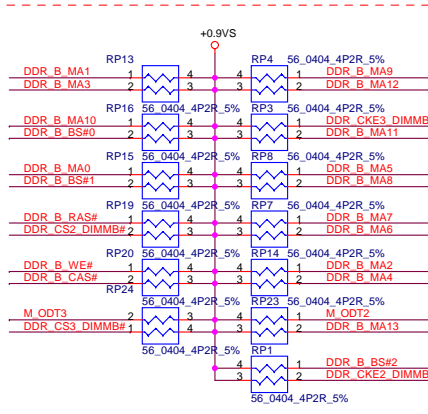 +0.9VS
RP13 RP4 56_0404_4P2R_5%
DDR_B_MA1 1 4 4 1 DDR_B_MA9
DDR_B_MA3 2 3 3 2 DDR_B_MA12
RP16 56_0404_4P2R_5% RP3 56_0404_4P2R_5%
DDR_B_MA10 1 4 4 1 DDR_CKE3_DIMMB
DDR_B_BS#0 2 3 3 2 DDR_B_MA11
RP15 56_0404_4P2R_5% RP8 56_0404_4P2R_5%
DDR_B_MA0 1 4 4 1 DDR_B_MA5
DDR_B_BS#1 2 3 3 2 DDR_B_MA8
RP19 56_0404_4P2R_5% RP7 56_0404_4P2R_5%
DDR_B_RAS# 1 4 4 1 DDR_B_MA7
DDR_CS2_DIMMB# 2 3 3 2 DDR_B_MA6
RP20 56_0404_4P2R_5% RP14 56_0404_4P2R_5%
DDR_B_WE# 1 4 4 1 DDR_B_MA2
DDR_B_CAS# 2 3 3 2 DDR_B_MA4
RP24 56_0404_4P2R_5% RP23 56_0404_4P2R_5%
M_ODT3 2 3 4 1 M_ODT2
DDR_CS3_DIMMB# 1 4 3 2 DDR_B_MA13
56_0404_4P2R_5% RP1
4 1 DDR_B_BS#2
3 2 DDR_CKE2_DIMMB
56_0404_4P2R_5%